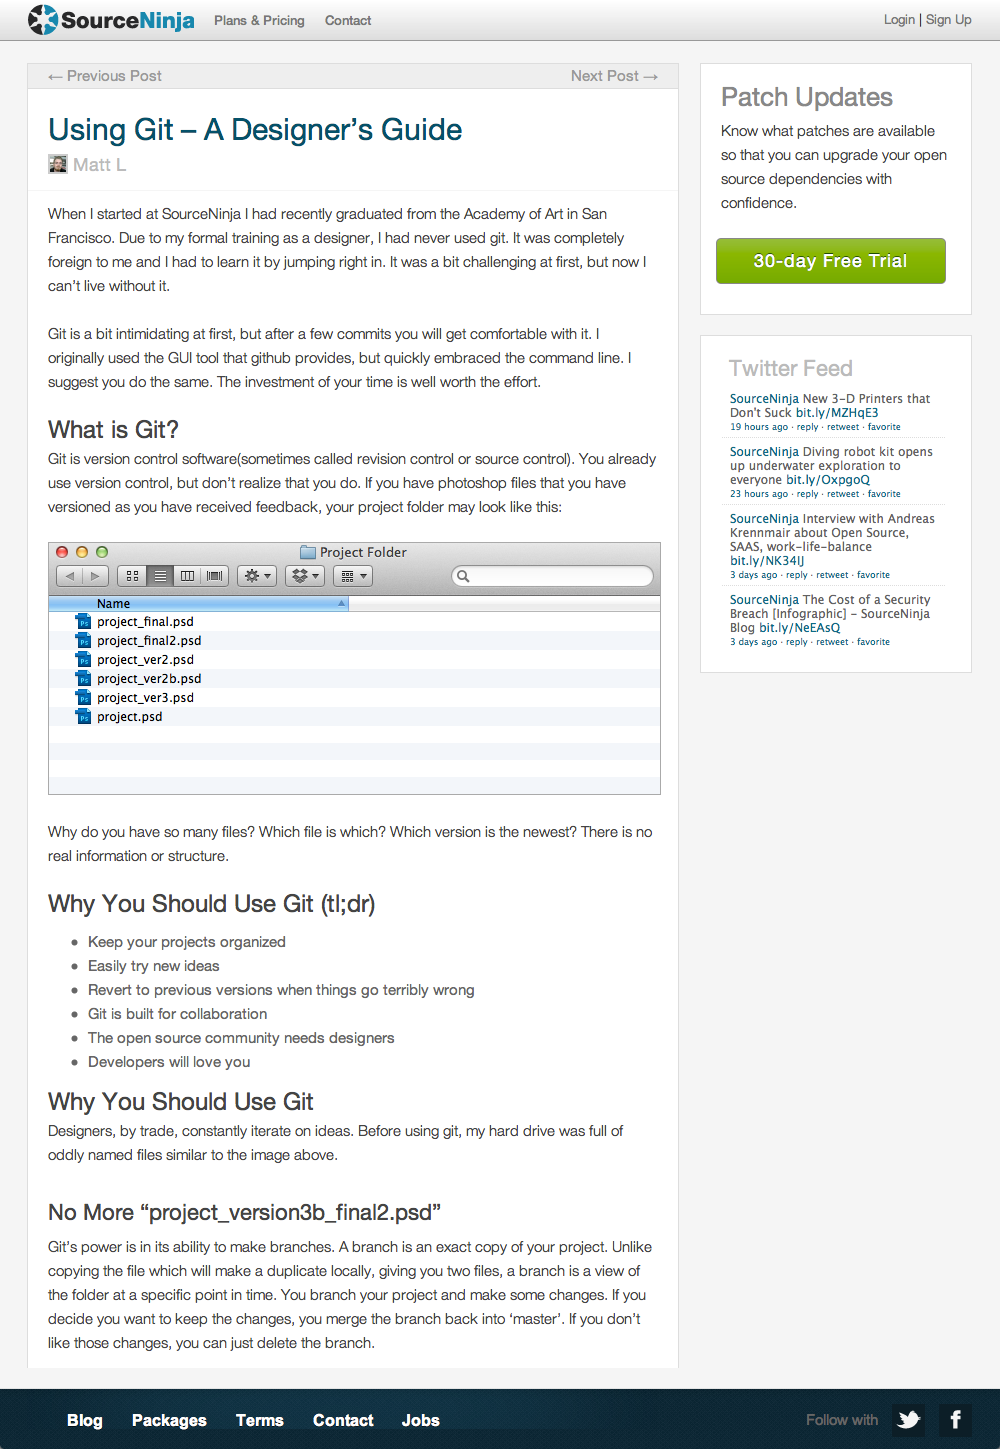 SourceNinja Plans & Pricing Contact Login | Sign Up
← Previous Post Next Post →
Using Git – A Designer’s Guide
Matt L
When I started at SourceNinja I had recently graduated from the Academy of Art in San
Francisco. Due to my formal training as a designer, I had never used git. It was completely
foreign to me and I had to learn it by jumping right in. It was a bit challenging at first, but now I
can’t live without it.
Git is a bit intimidating at first, but after a few commits you will get comfortable with it. I
originally used the GUI tool that github provides, but quickly embraced the command line. I
suggest you do the same. The investment of your time is well worth the effort.
What is Git?
Git is version control software(sometimes called revision control or source control). You already
use version control, but don’t realize that you do. If you have photoshop files that you have
versioned as you have received feedback, your project folder may look like this:
Project Folder
Name
project_final.psd
project_final2.psd
project_ver2.psd
project_ver2b.psd
project_ver3.psd
project.psd
Why do you have so many files? Which file is which? Which version is the newest? There is no
real information or structure.
Why You Should Use Git (tl;dr)
• Keep your projects organized
• Easily try new ideas
• Revert to previous versions when things go terribly wrong
• Git is built for collaboration
• The open source community needs designers
• Developers will love you
Why You Should Use Git
Designers, by trade, constantly iterate on ideas. Before using git, my hard drive was full of
oddly named files similar to the image above.
No More “project_version3b_final2.psd”
Git’s power is in its ability to make branches. A branch is an exact copy of your project. Unlike
copying the file which will make a duplicate locally, giving you two files, a branch is a view of
the folder at a specific point in time. You branch your project and make some changes. If you
decide you want to keep the changes, you merge the branch back into ‘master’. If you don’t
like those changes, you can just delete the branch.
Patch Updates
Know what patches are available
so that you can upgrade your open
source dependencies with
confidence.
30-day Free Trial
Twitter Feed
SourceNinja New 3-D Printers that
Don't Suck bit.ly/MZHqE3
19 hours ago · reply · retweet · favorite
SourceNinja Diving robot kit opens
up underwater exploration to
everyone bit.ly/OxpgoQ
23 hours ago · reply · retweet · favorite
SourceNinja Interview with Andreas
Krennmair about Open Source,
SAAS, work-life-balance
bit.ly/NK34IJ
3 days ago · reply · retweet · favorite
SourceNinja The Cost of a Security
Breach [Infographic] – SourceNinja
Blog bit.ly/NeEAsQ
3 days ago · reply · retweet · favorite
Blog Packages Terms Contact Jobs Follow with